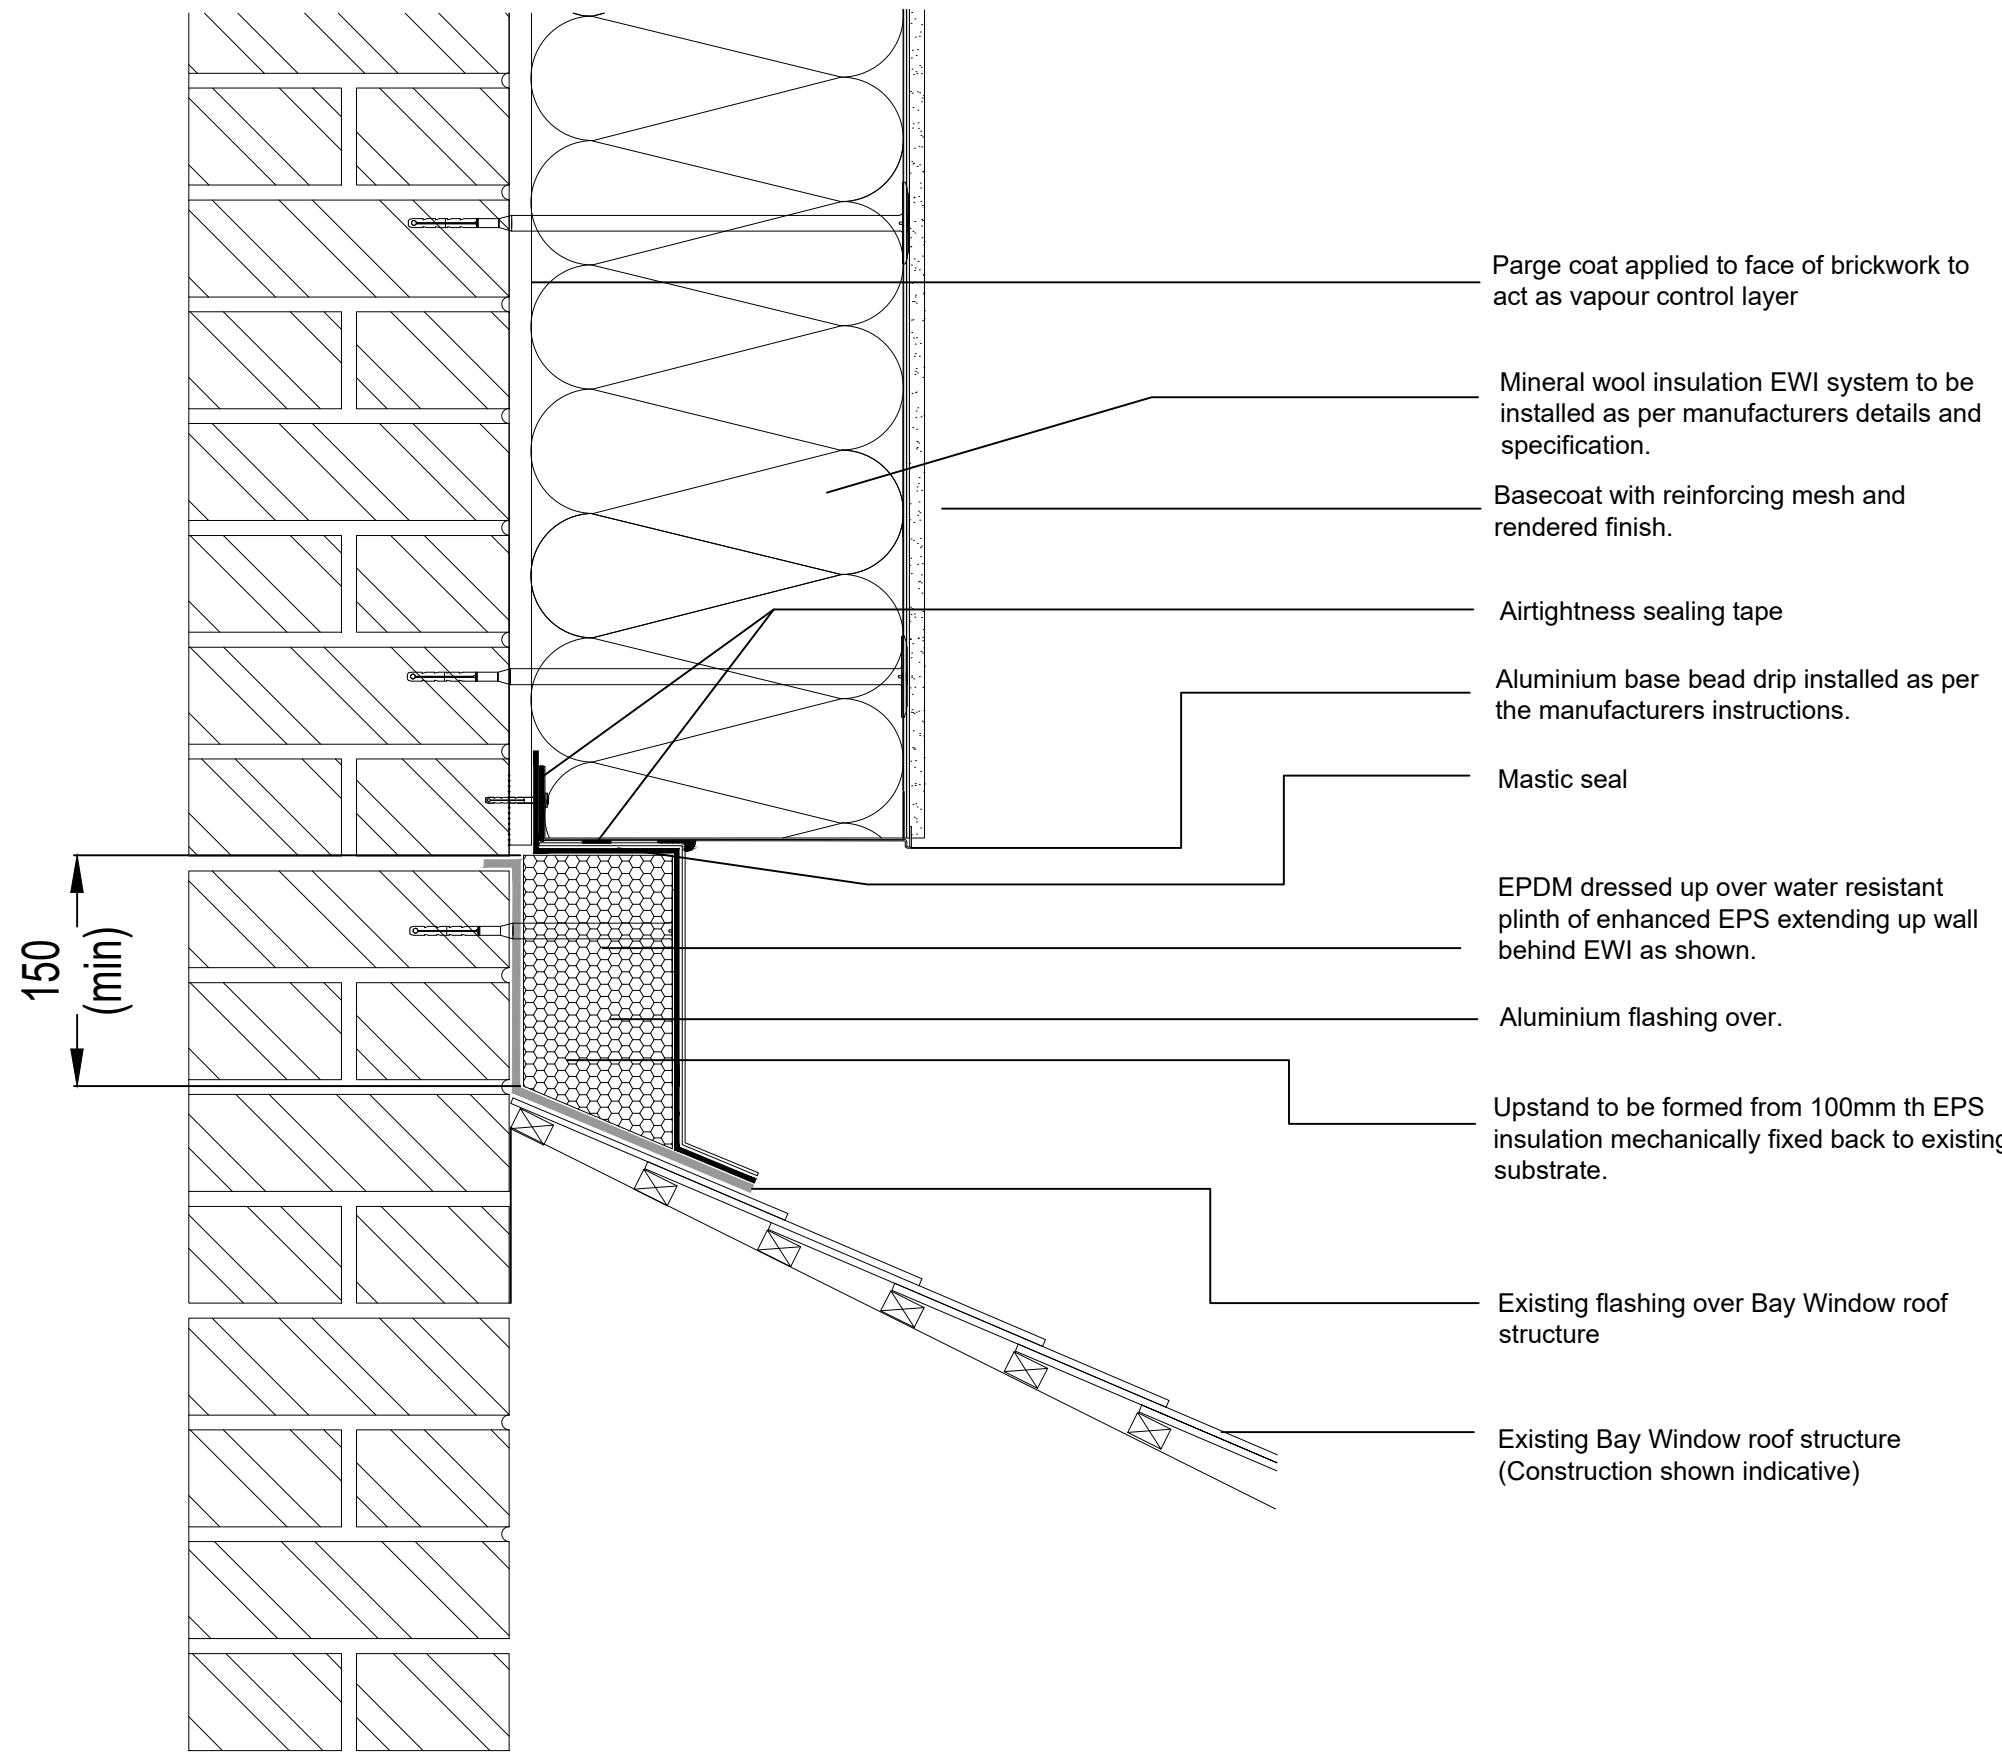 Parge coat applied to face of brickwork to
act as vapour control layer
Mineral wool insulation EWI system to be
installed as per manufacturers details and
specification.
Basecoat with reinforcing mesh and
rendered finish.
Airtightness sealing tape
Aluminium base bead drip installed as per
the manufacturers instructions.
Mastic seal
EPDM dressed up over water resistant
plinth of enhanced EPS extending up wall
behind EWI as shown.
150
(min)
Aluminium flashing over.
Upstand to be formed from 100mm th EPS
insulation mechanically fixed back to existing
substrate.
Existing flashing over Bay Window roof
structure
Existing Bay Window roof structure
(Construction shown indicative)